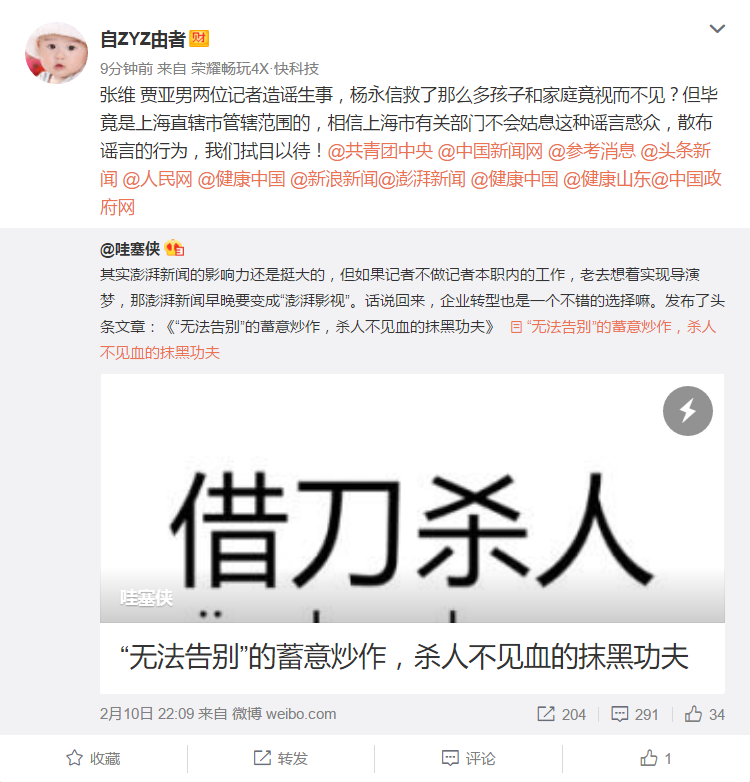 自ZYZ由者 财
9分钟前 来自 荣耀畅玩4X·快科技
张维 贾亚男两位记者造谣生事，杨永信救了那么多孩子和家庭竟视而不见？但毕
竟是上海直辖市管辖范围的，相信上海市有关部门不会姑息这种谣言惑众，散布
谣言的行为，我们拭目以待！@共青团中央 @中国新闻网 @参考消息 @头条新
闻 @人民网 @健康中国 @新浪新闻@澎湃新闻 @健康中国 @健康山东@中国政
府网
@哇塞侠
其实澎湃新闻的影响力还是挺大的，但如果记者不做记者本职内的工作，老去想着实现导演
梦，那澎湃新闻早晚要变成“澎湃影视”。话说回来，企业转型也是一个不错的选择嘛。发布了头
条文章：《“无法告别”的蓄意炒作，杀人不见血的抹黑功夫》 “无法告别”的蓄意炒作，杀人
不见血的抹黑功夫
借刀杀人
哇塞侠
“无法告别”的蓄意炒作，杀人不见血的抹黑功夫
2月10日 22:09 来自 微博 weibo.com 204 291 34
收藏 转发 评论 1